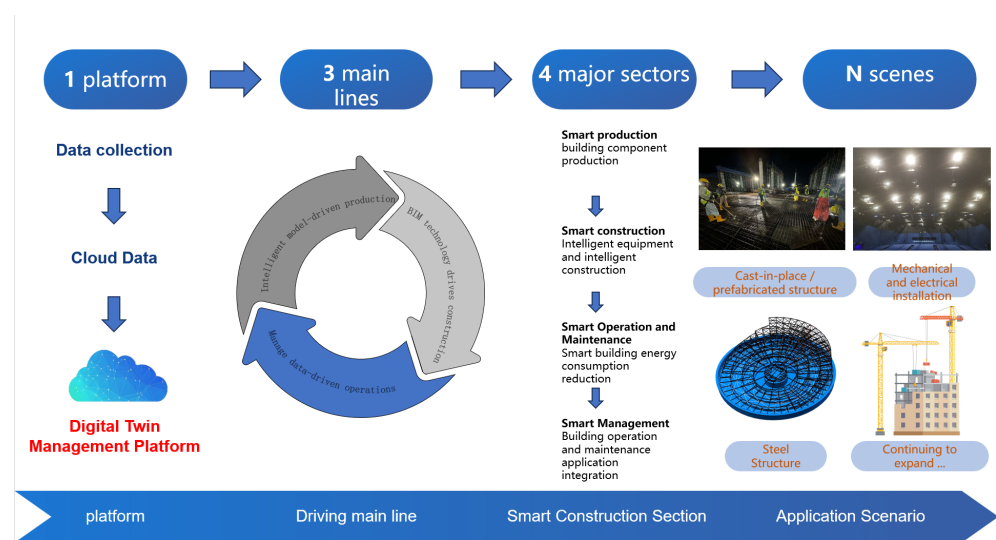 1 platform
3 main
lines
4 major sectors
N scenes
Data collection
Cloud Data
Digital Twin
Management Platform
Intelligent model-driven production
BIM technology drives construction
Manage data-driven operations
Smart production
building component
production
Smart construction
Intelligent equipment
and intelligent
construction
Smart Operation and
Maintenance
Smart building energy
consumption
reduction
Smart Management
Building operation
and maintenance
application
integration
Cast-in-place /
prefabricated structure
Mechanical
and electrical
installation
Steel
Structure
Continuing to
expand ...
platform
Driving main line
Smart Construction Section
Application Scenario